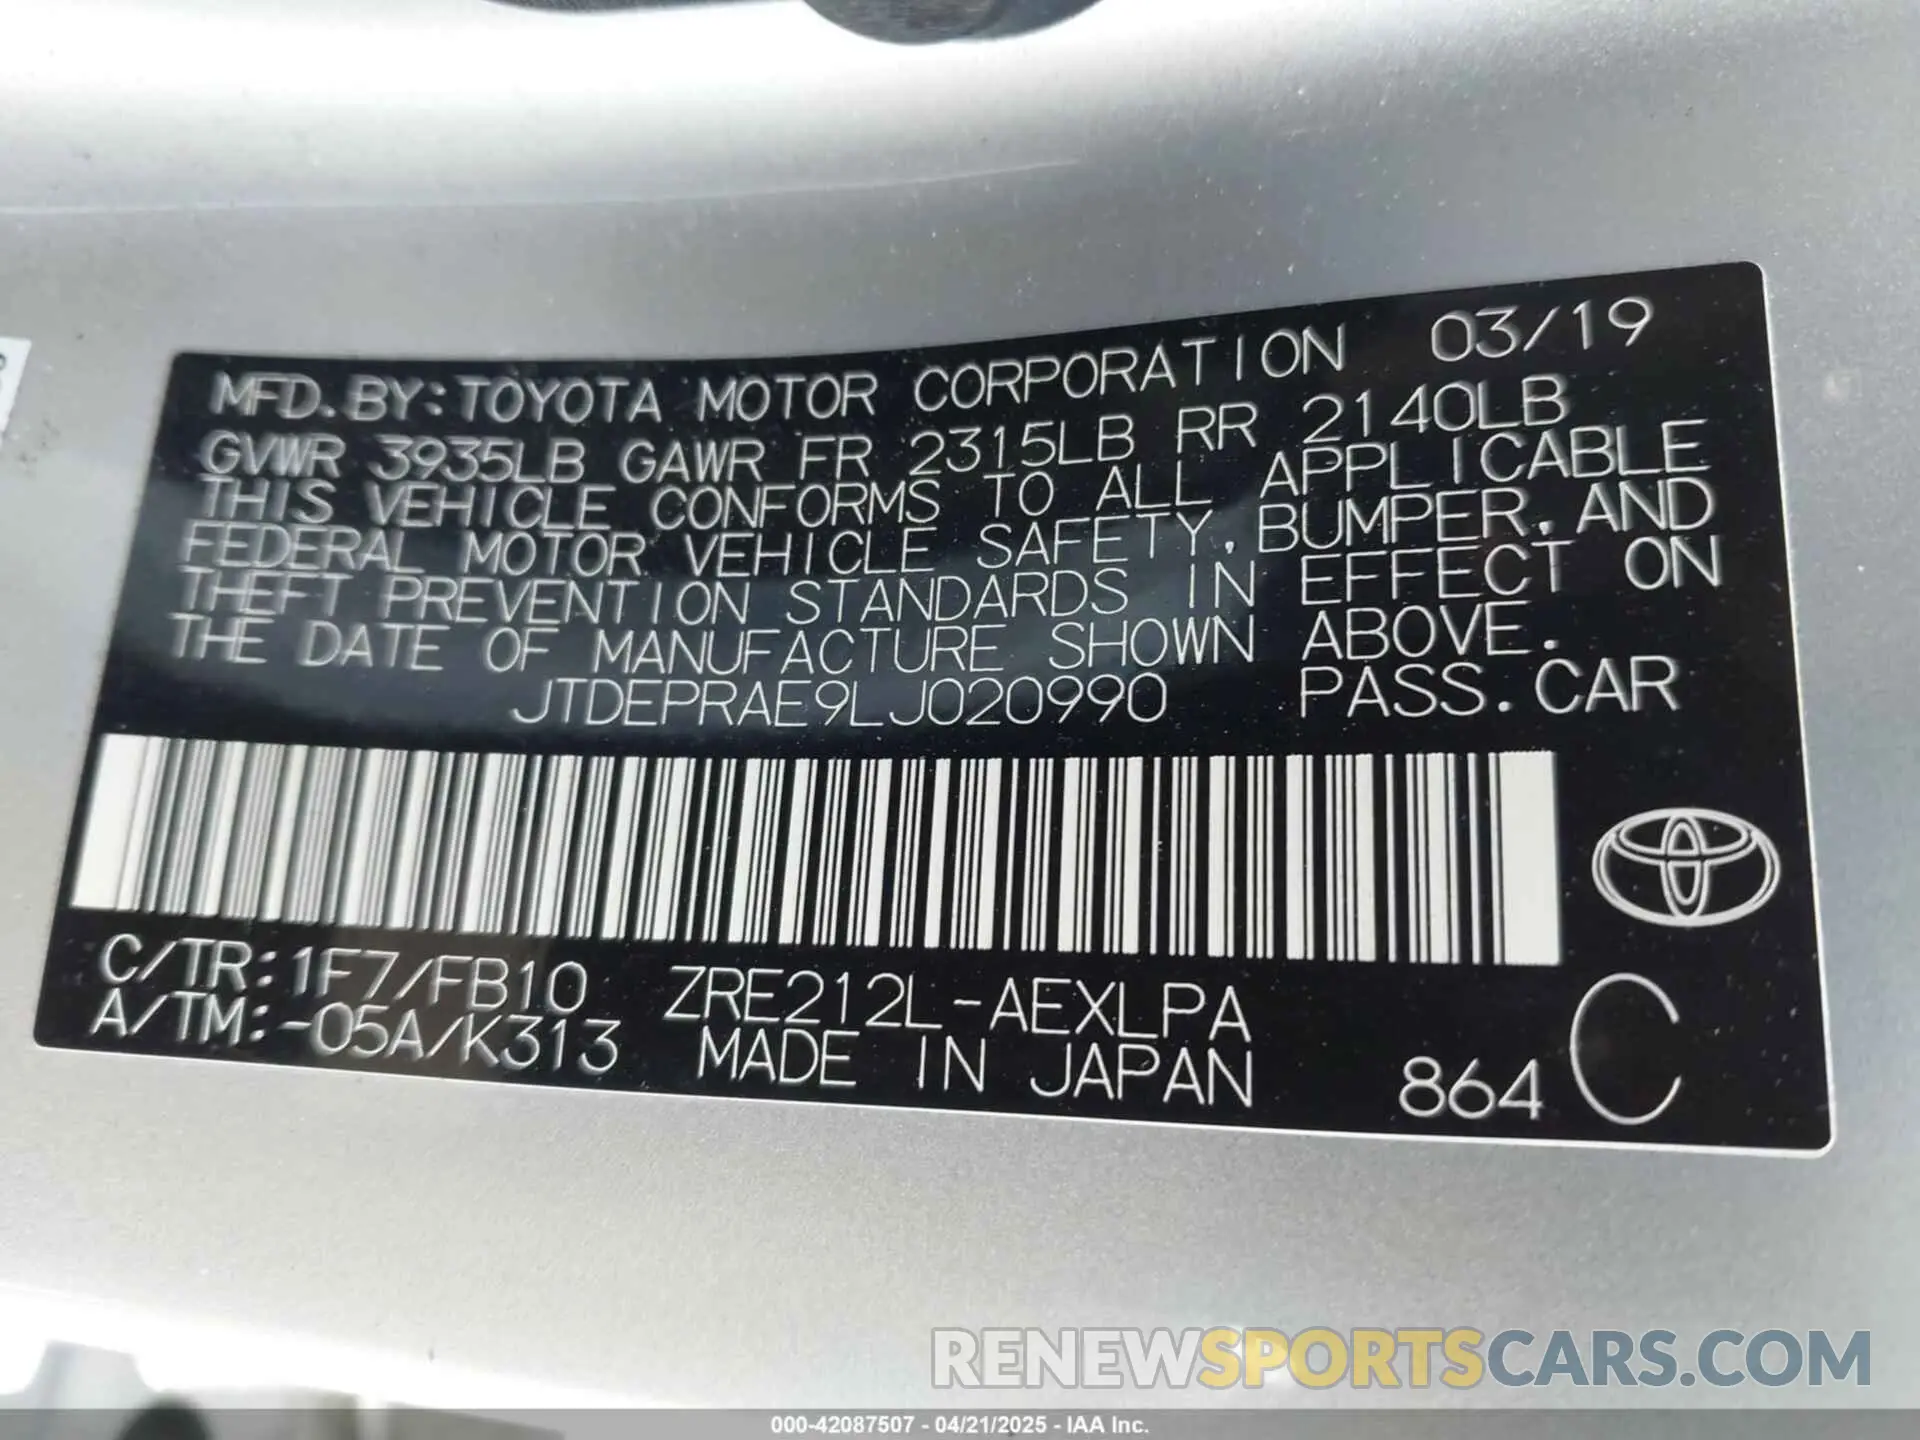 MFD. BY: TOYOTA MOTOR CORPORATION 03/19
GVWR 3935LB GAWR FR 2315LB RR 2140LB
THIS VEHICLE CONFORMS TO ALL APPLICABLE
FEDERAL MOTOR VEHICLE SAFETY, BUMPER, AND
THEFT PREVENTION STANDARDS IN EFFECT ON
THE DATE OF MANUFACTURE SHOWN ABOVE.
JTDEPRAE9LJ020990 PASS. CAR
C/TR: 1F7/FB10 ZRE212L-AEXLPA
A/TM: -05A/K313 MADE IN JAPAN 864 C
RENEWSPORTSCARS.COM
000-42087507 - 04/21/2025 - IAA Inc.